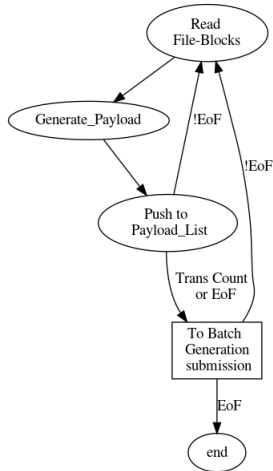 Read
File-Blocks
Generate_Payload
!EoF
!EoF
Push to
Payload_List
Trans Count
or EoF
To Batch
Generation
submission
EoF
end